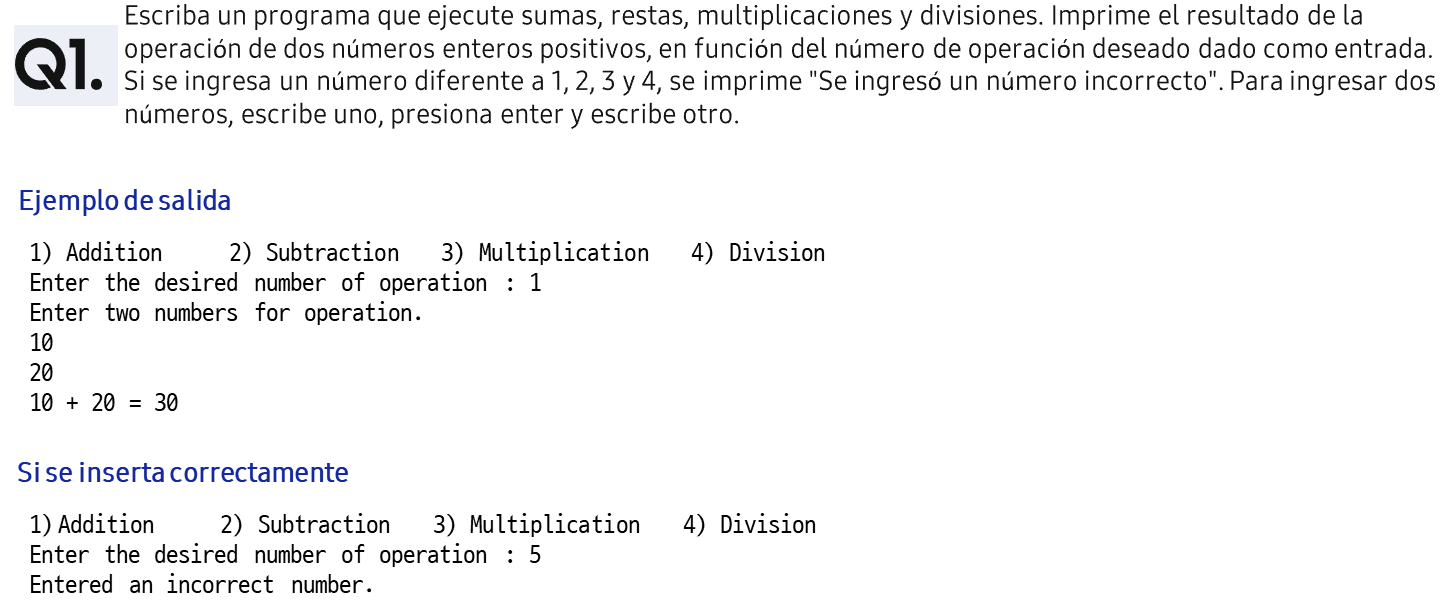 Q1.
Escriba un programa que ejecute sumas, restas, multiplicaciones y divisiones. Imprime el resultado de la
operación de dos números enteros positivos, en función del número de operación deseado dado como entrada.
Si se ingresa un número diferente a 1, 2, 3 y 4, se imprime "Se ingresó un número incorrecto". Para ingresar dos
números, escribe uno, presiona enter y escribe otro.
Ejemplo de salida
1) Addition 2) Subtraction 3) Multiplication 4) Division
Enter the desired number of operation : 1
Enter two numbers for operation.
10
20
10 + 20 = 30
Si se inserta correctamente
1) Addition 2) Subtraction 3) Multiplication 4) Division
Enter the desired number of operation : 5
Entered an incorrect number.